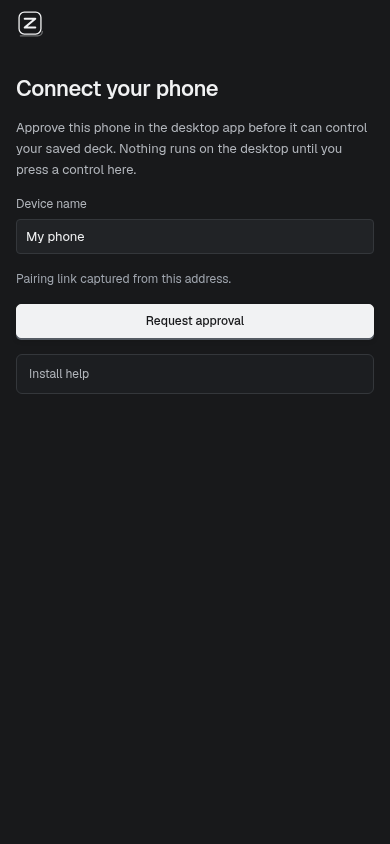 Connect your phone
Approve this phone in the desktop app before it can control
your saved deck. Nothing runs on the desktop until you
press a control here.
Device name
My phone
Pairing link captured from this address.
Request approval
Install help